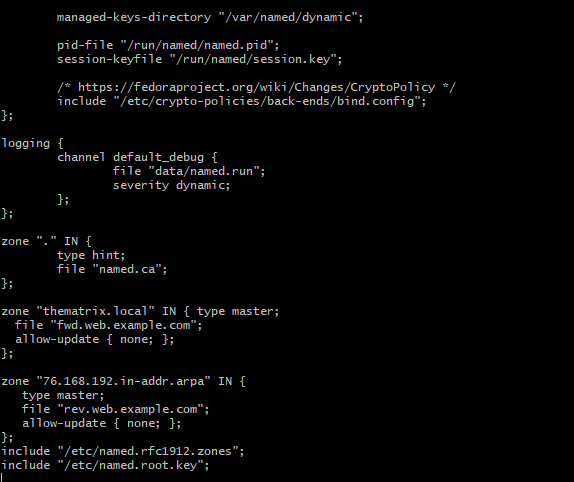 managed-keys-directory "/var/named/dynamic";
pid-file "/run/named/named.pid";
session-keyfile "/run/named/session.key";
/* https://fedoraproject.org/wiki/Changes/CryptoPolicy */
include "/etc/crypto-policies/back-ends/bind.config";
};
logging {
channel default_debug {
file "data/named.run";
severity dynamic;
};
};
zone "." IN {
type hint;
file "named.ca";
};
zone "thematrix.local" IN { type master;
file "fwd.web.example.com";
allow-update { none; };
};
zone "76.168.192.in-addr.arpa" IN {
type master;
file "rev.web.example.com";
allow-update { none; };
};
include "/etc/named.rfc1912.zones";
include "/etc/named.root.key";